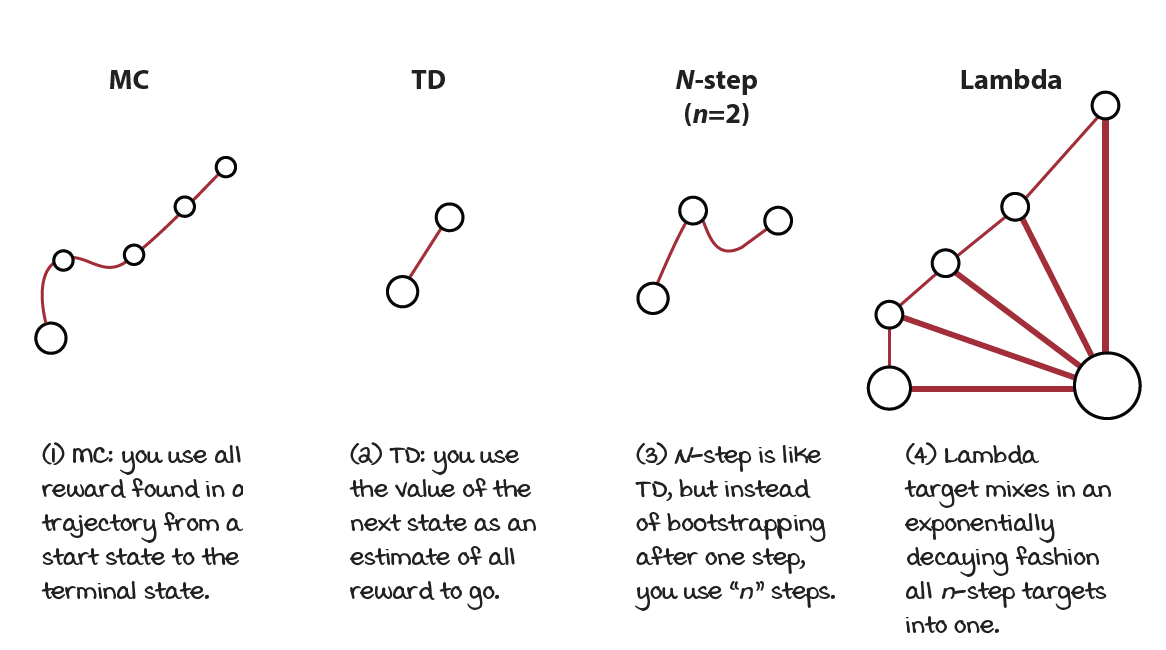 MC
TD
N-step
(n=2)
Lambda
(1) MC: you use all
reward found in a
trajectory from a
start state to the
terminal state.
(2) TD: you use
the value of the
next state as an
estimate of all
reward to go.
(3) N-step is like
TD, but instead
of bootstrapping
after one step,
you use “n” steps.
(4) Lambda
target mixes in an
exponentially
decaying fashion
all n-step targets
into one.